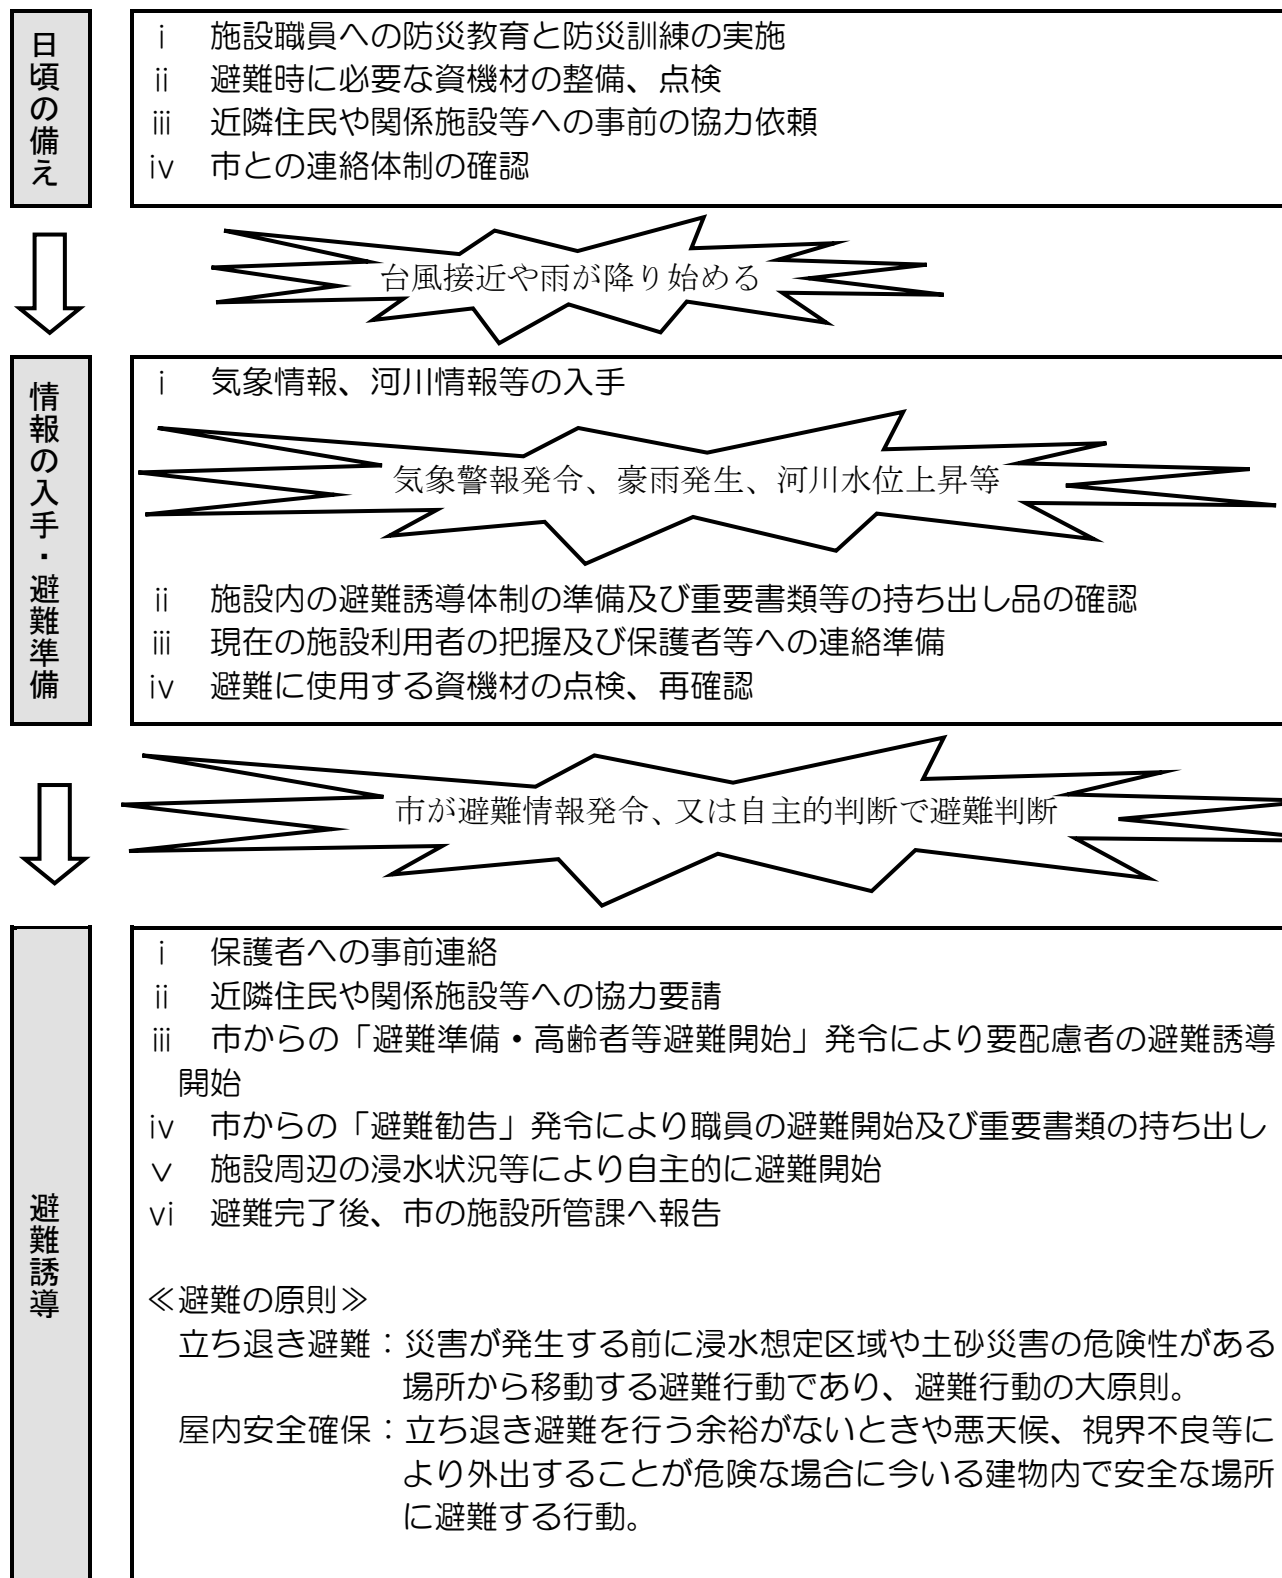 日頃の備え
ⅰ 施設職員への防災教育と防災訓練の実施
ⅱ 避難時に必要な資機材の整備、点検
ⅲ 近隣住民や関係施設等への事前の協力依頼
ⅳ 市との連絡体制の確認
台風接近や雨が降り始める
情報の入手・避難準備
ⅰ 気象情報、河川情報等の入手
気象警報発令、豪雨発生、河川水位上昇等
ⅱ 施設内の避難誘導体制の準備及び重要書類等の持ち出し品の確認
ⅲ 現在の施設利用者の把握及び保護者等への連絡準備
ⅳ 避難に使用する資機材の点検、再確認
市が避難情報発令、又は自主的判断で避難判断
避難誘導
ⅰ 保護者への事前連絡
ⅱ 近隣住民や関係施設等への協力要請
ⅲ 市からの「避難準備・高齢者等避難開始」発令により要配慮者の避難誘導
開始
ⅳ 市からの「避難勧告」発令により職員の避難開始及び重要書類の持ち出し
ⅴ 施設周辺の浸水状況等により自主的に避難開始
ⅵ 避難完了後、市の施設所管課へ報告
≪避難の原則≫
立ち退き避難：災害が発生する前に浸水想定区域や土砂災害の危険性がある
場所から移動する避難行動であり、避難行動の大原則。
屋内安全確保：立ち退き避難を行う余裕がないときや悪天候、視界不良等に
より外出することが危険な場合に今いる建物内で安全な場所
に避難する行動。